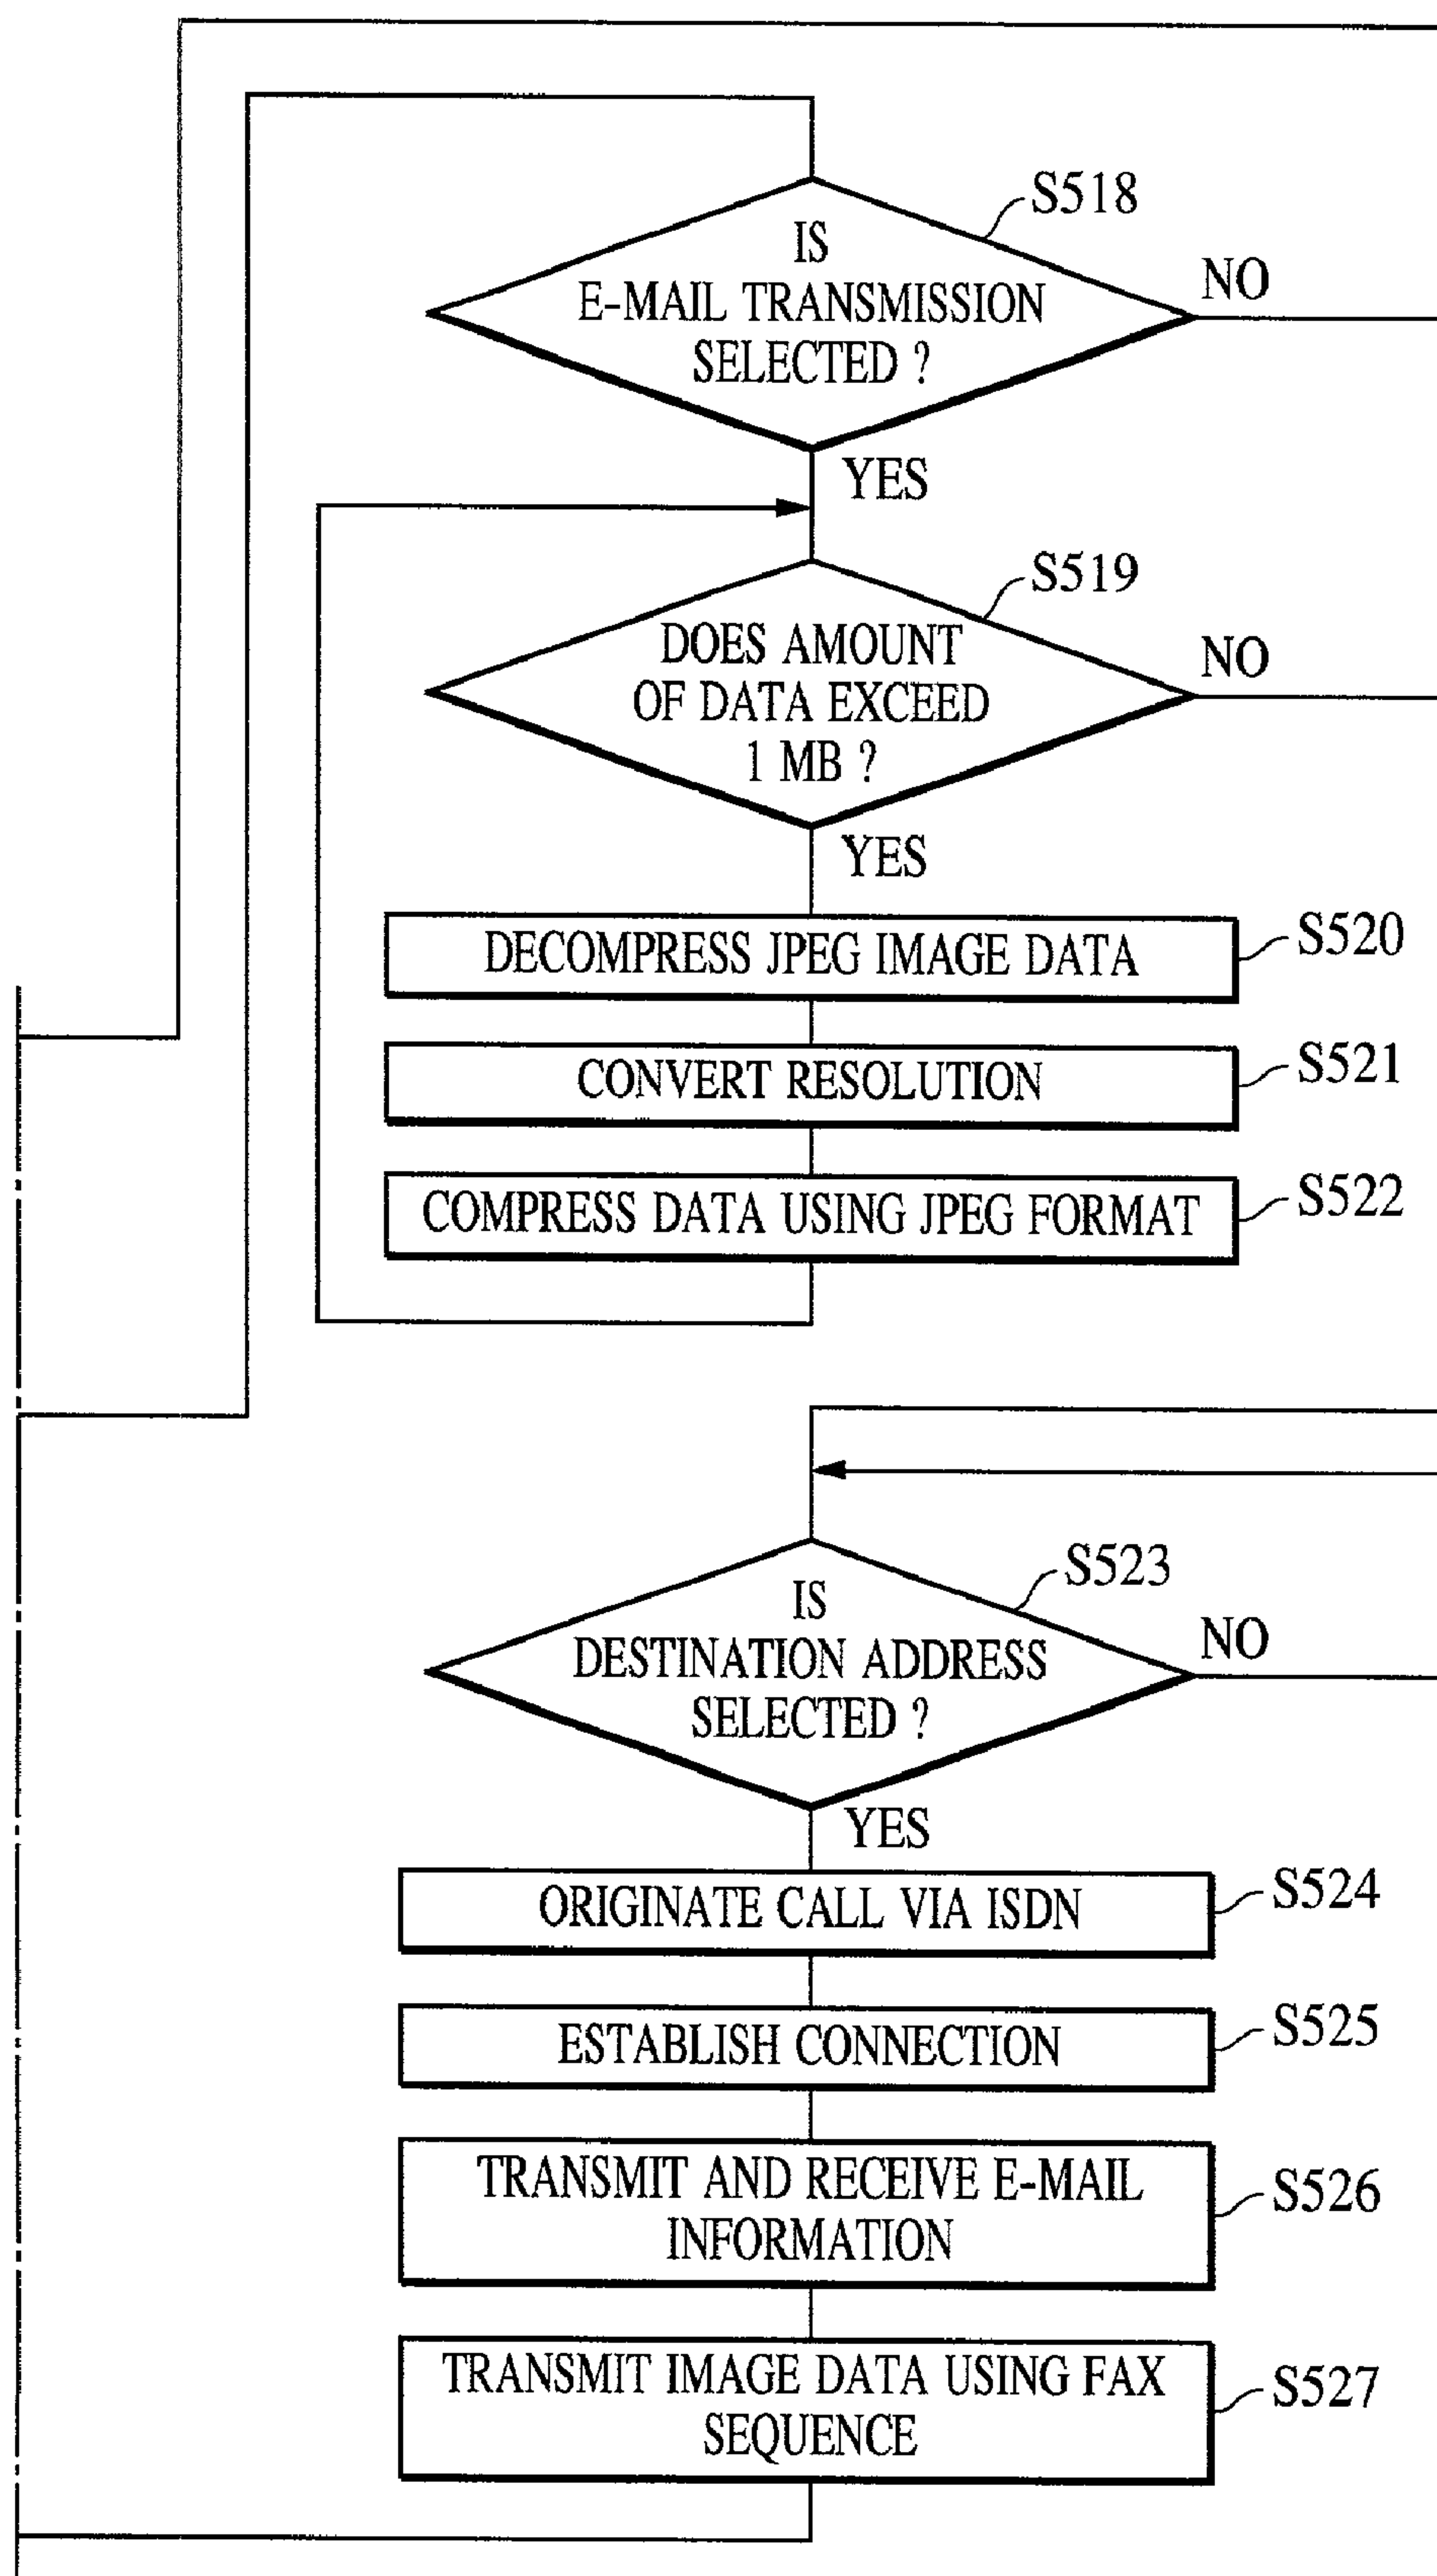 S518
IS
E-MAIL TRANSMISSION
SELECTED ?
NO
YES
S519
DOES AMOUNT
OF DATA EXCEED
1 MB ?
NO
YES
DECOMPRESS JPEG IMAGE DATA
S520
CONVERT RESOLUTION
S521
COMPRESS DATA USING JPEG FORMAT
S522
S523
IS
DESTINATION ADDRESS
SELECTED ?
NO
YES
ORIGINATE CALL VIA ISDN
S524
ESTABLISH CONNECTION
S525
TRANSMIT AND RECEIVE E-MAIL
INFORMATION
S526
TRANSMIT IMAGE DATA USING FAX
SEQUENCE
S527